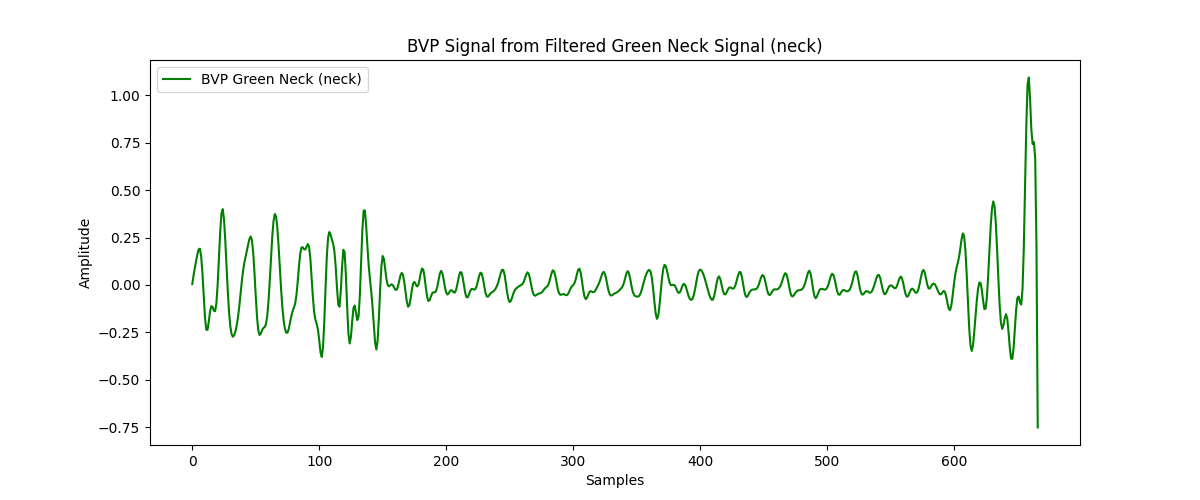 BVP Signal from Filtered Green Neck Signal (neck)
BVP Green Neck (neck)
1.00
0.75
0.50
0.25
0.00
−0.25
−0.50
−0.75
Amplitude
0 100 200 300 400 500 600
Samples